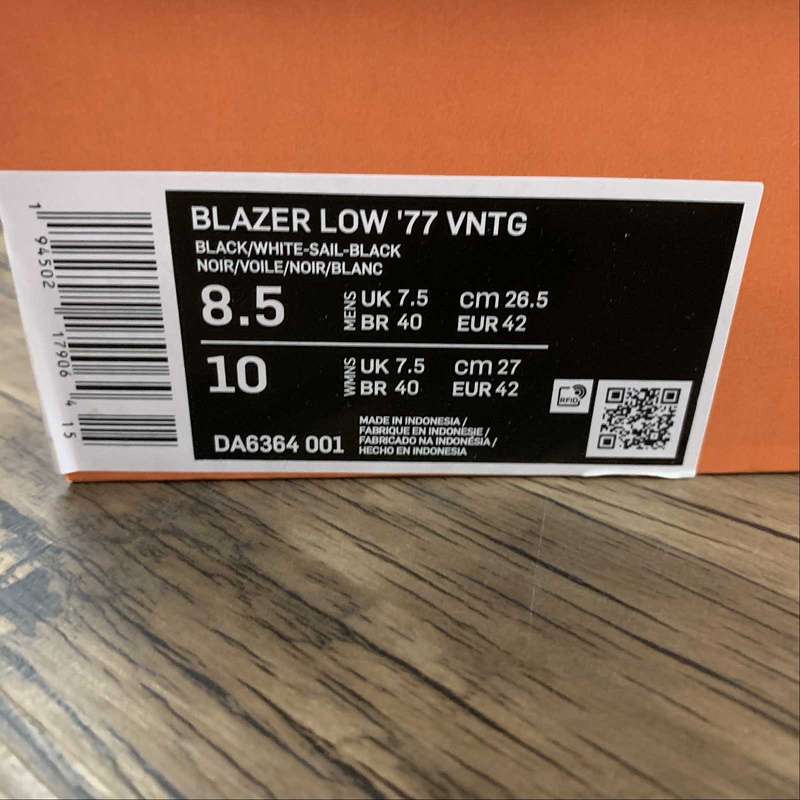 BLAZER LOW '77 VNTG
BLACK/WHITE-SAIL-BLACK
NOIR/VOILE/NOIR/BLANC
8.5 MENS UK 7.5 cm 26.5
BR 40 EUR 42
10 WMNS UK 7.5 cm 27
BR 40 EUR 42
RFID
DA6364 001
MADE IN INDONESIA /
FABRIQUE EN INDONESIE /
FABRICADO NA INDONÉSIA /
HECHO EN INDONESIA
1 94502 17906 4 15